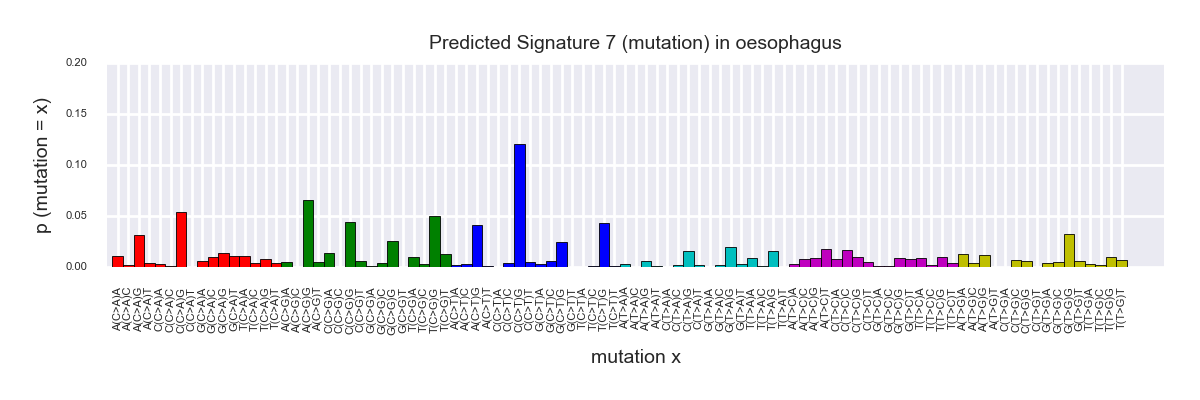 Predicted Signature 7 (mutation) in oesophagus
p (mutation = x)
0.20
0.15
0.10
0.05
0.00
A(C>A)A
A(C>A)C
A(C>A)G
A(C>A)T
C(C>A)A
C(C>A)C
C(C>A)G
C(C>A)T
G(C>A)A
G(C>A)C
G(C>A)G
G(C>A)T
T(C>A)A
T(C>A)C
T(C>A)G
T(C>A)T
A(C>G)A
A(C>G)C
A(C>G)G
A(C>G)T
C(C>G)A
C(C>G)C
C(C>G)G
C(C>G)T
G(C>G)A
G(C>G)C
G(C>G)G
G(C>G)T
T(C>G)A
T(C>G)C
T(C>G)G
T(C>G)T
A(C>T)A
A(C>T)C
A(C>T)G
A(C>T)T
C(C>T)A
C(C>T)C
C(C>T)G
C(C>T)T
G(C>T)A
G(C>T)C
G(C>T)G
G(C>T)T
T(C>T)A
T(C>T)C
T(C>T)G
T(C>T)T
A(T>A)A
A(T>A)C
A(T>A)G
A(T>A)T
C(T>A)A
C(T>A)C
C(T>A)G
C(T>A)T
G(T>A)A
G(T>A)C
G(T>A)G
G(T>A)T
T(T>A)A
T(T>A)C
T(T>A)G
T(T>A)T
A(T>C)A
A(T>C)C
A(T>C)G
A(T>C)T
C(T>C)A
C(T>C)C
C(T>C)G
C(T>C)T
G(T>C)A
G(T>C)C
G(T>C)G
G(T>C)T
T(T>C)A
T(T>C)C
T(T>C)G
T(T>C)T
A(T>G)A
A(T>G)C
A(T>G)G
A(T>G)T
C(T>G)A
C(T>G)C
C(T>G)G
C(T>G)T
G(T>G)A
G(T>G)C
G(T>G)G
G(T>G)T
T(T>G)A
T(T>G)C
T(T>G)G
T(T>G)T
mutation x